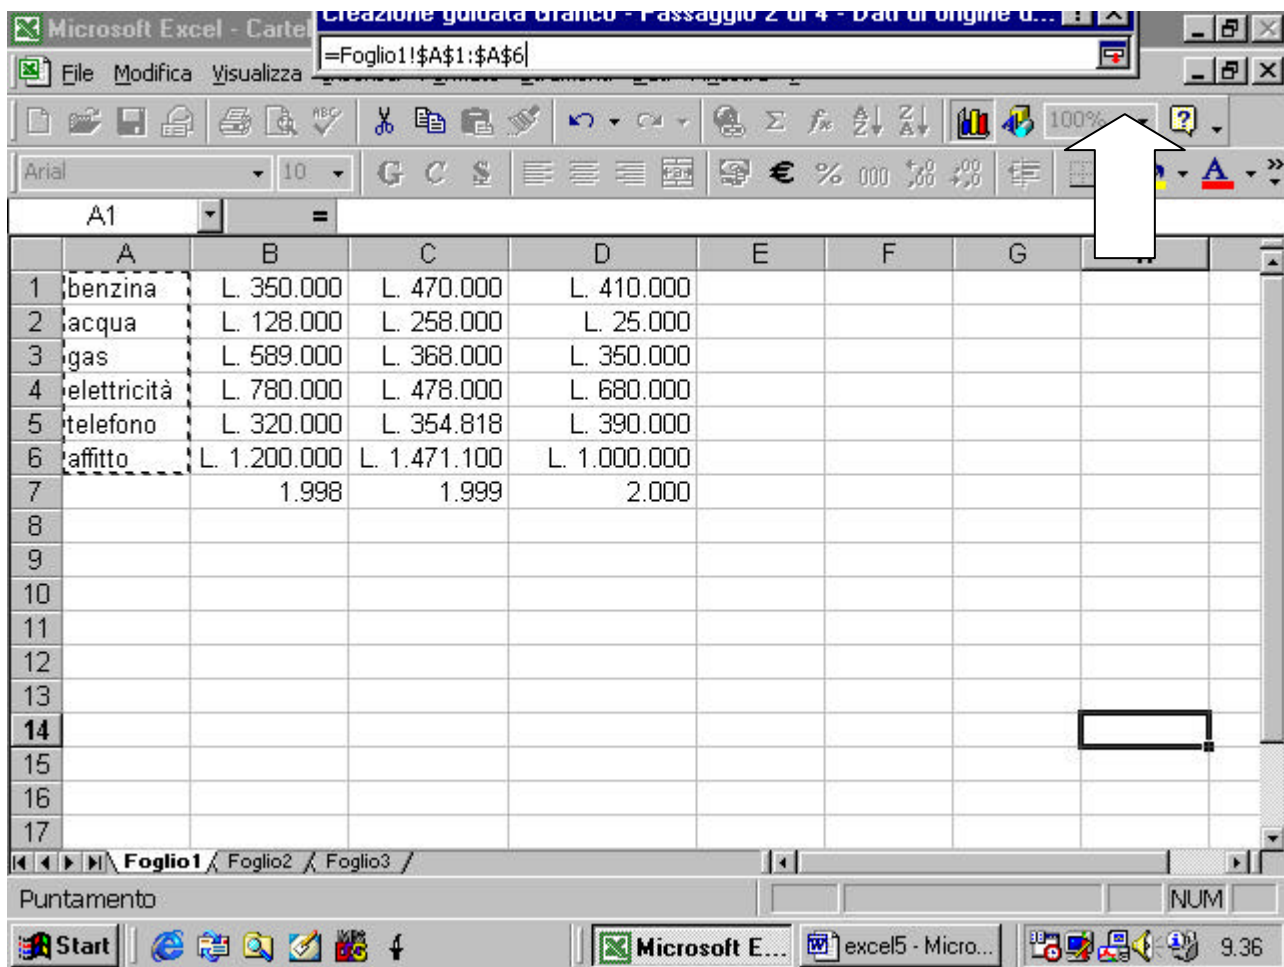 Microsoft Excel - Cartel
Creazione guidata Grafico - Passaggio 2 di 4 - Dati di origine d... ?
=Foglio1!$A$1:$A$6
File Modifica Visualizza
ABC
100%
Arial 10 G C S € % 000 A
A1 =
A B C D E F G
1 benzina L. 350.000 L. 470.000 L. 410.000
2 acqua L. 128.000 L. 258.000 L. 25.000
3 gas L. 589.000 L. 368.000 L. 350.000
4 elettricità L. 780.000 L. 478.000 L. 680.000
5 telefono L. 320.000 L. 354.818 L. 390.000
6 affitto L. 1.200.000 L. 1.471.100 L. 1.000.000
7 1.998 1.999 2.000
8
9
10
11
12
13
14
15
16
17
Foglio1 Foglio2 Foglio3
Puntamento NUM
Start Microsoft E... excel5 - Micro... 9.36